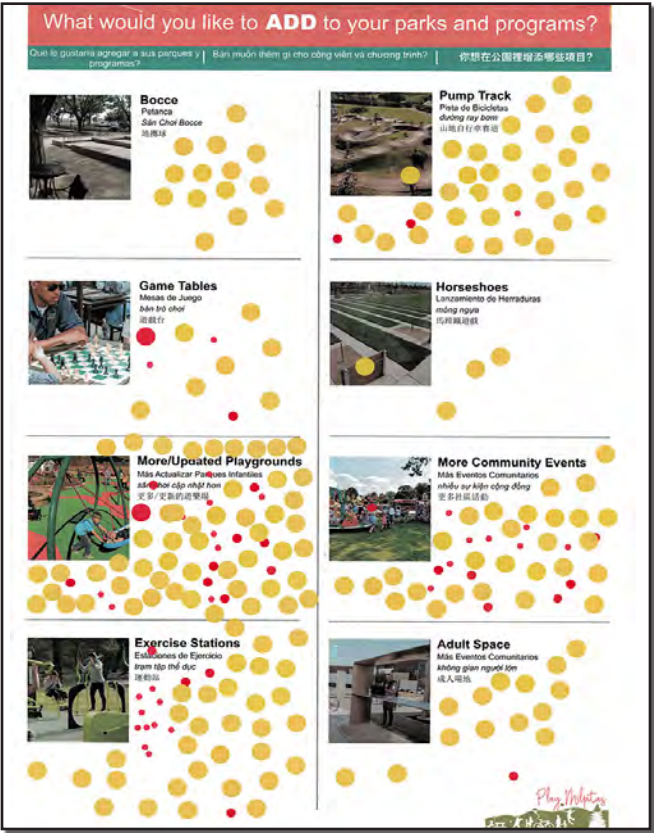 What would you like to ADD to your parks and programs?
Que le gustaría agregar a sus parques y programas?
Bạn muốn thêm gì cho công viên và chương trình?
你想在公園裡增添哪些項目?
Bocce
Petanca
Sân Chơi Bocce
地擲球
Pump Track
Pista de Bicicletas
đường ray bơm
山地自行車賽道
Game Tables
Mesas de Juego
bàn trò chơi
遊戲台
Horseshoes
Lanzamiento de Herraduras
móng ngựa
馬蹄鐵遊戲
More/Updated Playgrounds
Más Actualizar Parques Infantiles
sân chơi cập nhật hơn
更多/更新的遊樂場
More Community Events
Más Eventos Comunitarios
nhiều sự kiện cộng đồng
更多社區活動
Exercise Stations
Estaciones de Ejercicio
trạm tập thể dục
運動站
Adult Space
Más Eventos Comunitarios
không gian người lớn
成人場地
Play Milpitas